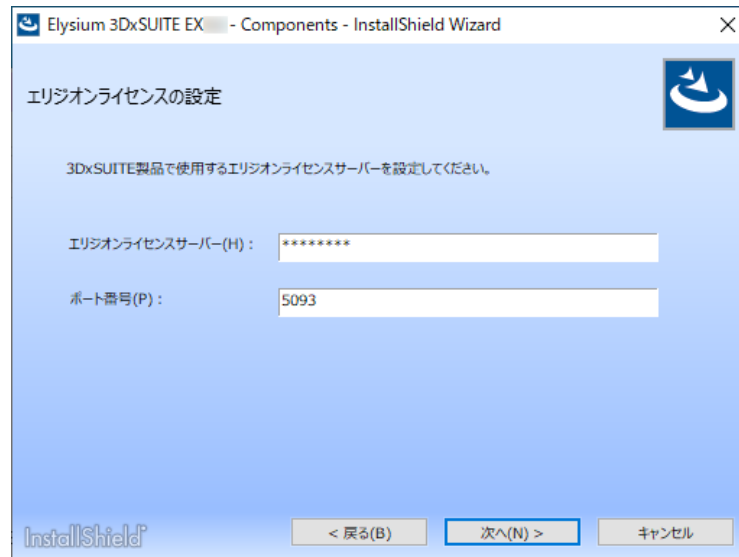 Elysium 3DxSUITE EX - Components - InstallShield Wizard
エリジオンライセンスの設定
3DxSUITE製品で使用するエリジオンライセンスサーバーを設定してください。
エリジオンライセンスサーバー(H)： ********
ポート番号(P)： 5093
InstallShield
< 戻る(B) 次へ(N) > キャンセル